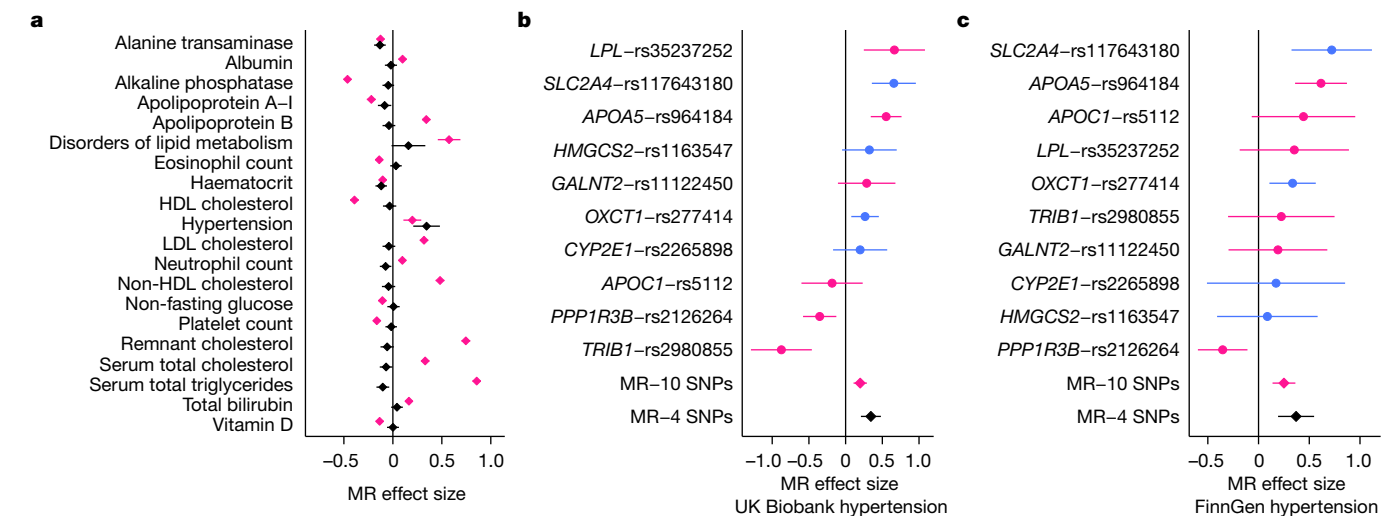 a
Alanine transaminase
Albumin
Alkaline phosphatase
Apolipoprotein A–I
Apolipoprotein B
Disorders of lipid metabolism
Eosinophil count
Haematocrit
HDL cholesterol
Hypertension
LDL cholesterol
Neutrophil count
Non-HDL cholesterol
Non-fasting glucose
Platelet count
Remnant cholesterol
Serum total cholesterol
Serum total triglycerides
Total bilirubin
Vitamin D
–0.5 0 0.5 1.0
MR effect size
b
LPL–rs35237252
SLC2A4–rs117643180
APOA5–rs964184
HMGCS2–rs1163547
GALNT2–rs11122450
OXCT1–rs277414
CYP2E1–rs2265898
APOC1–rs5112
PPP1R3B–rs2126264
TRIB1–rs2980855
MR–10 SNPs
MR–4 SNPs
–1.0 –0.5 0 0.5 1.0
MR effect size
UK Biobank hypertension
c
SLC2A4–rs117643180
APOA5–rs964184
APOC1–rs5112
LPL–rs35237252
OXCT1–rs277414
TRIB1–rs2980855
GALNT2–rs11122450
CYP2E1–rs2265898
HMGCS2–rs1163547
PPP1R3B–rs2126264
MR–10 SNPs
MR–4 SNPs
–0.5 0 0.5 1.0
MR effect size
FinnGen hypertension